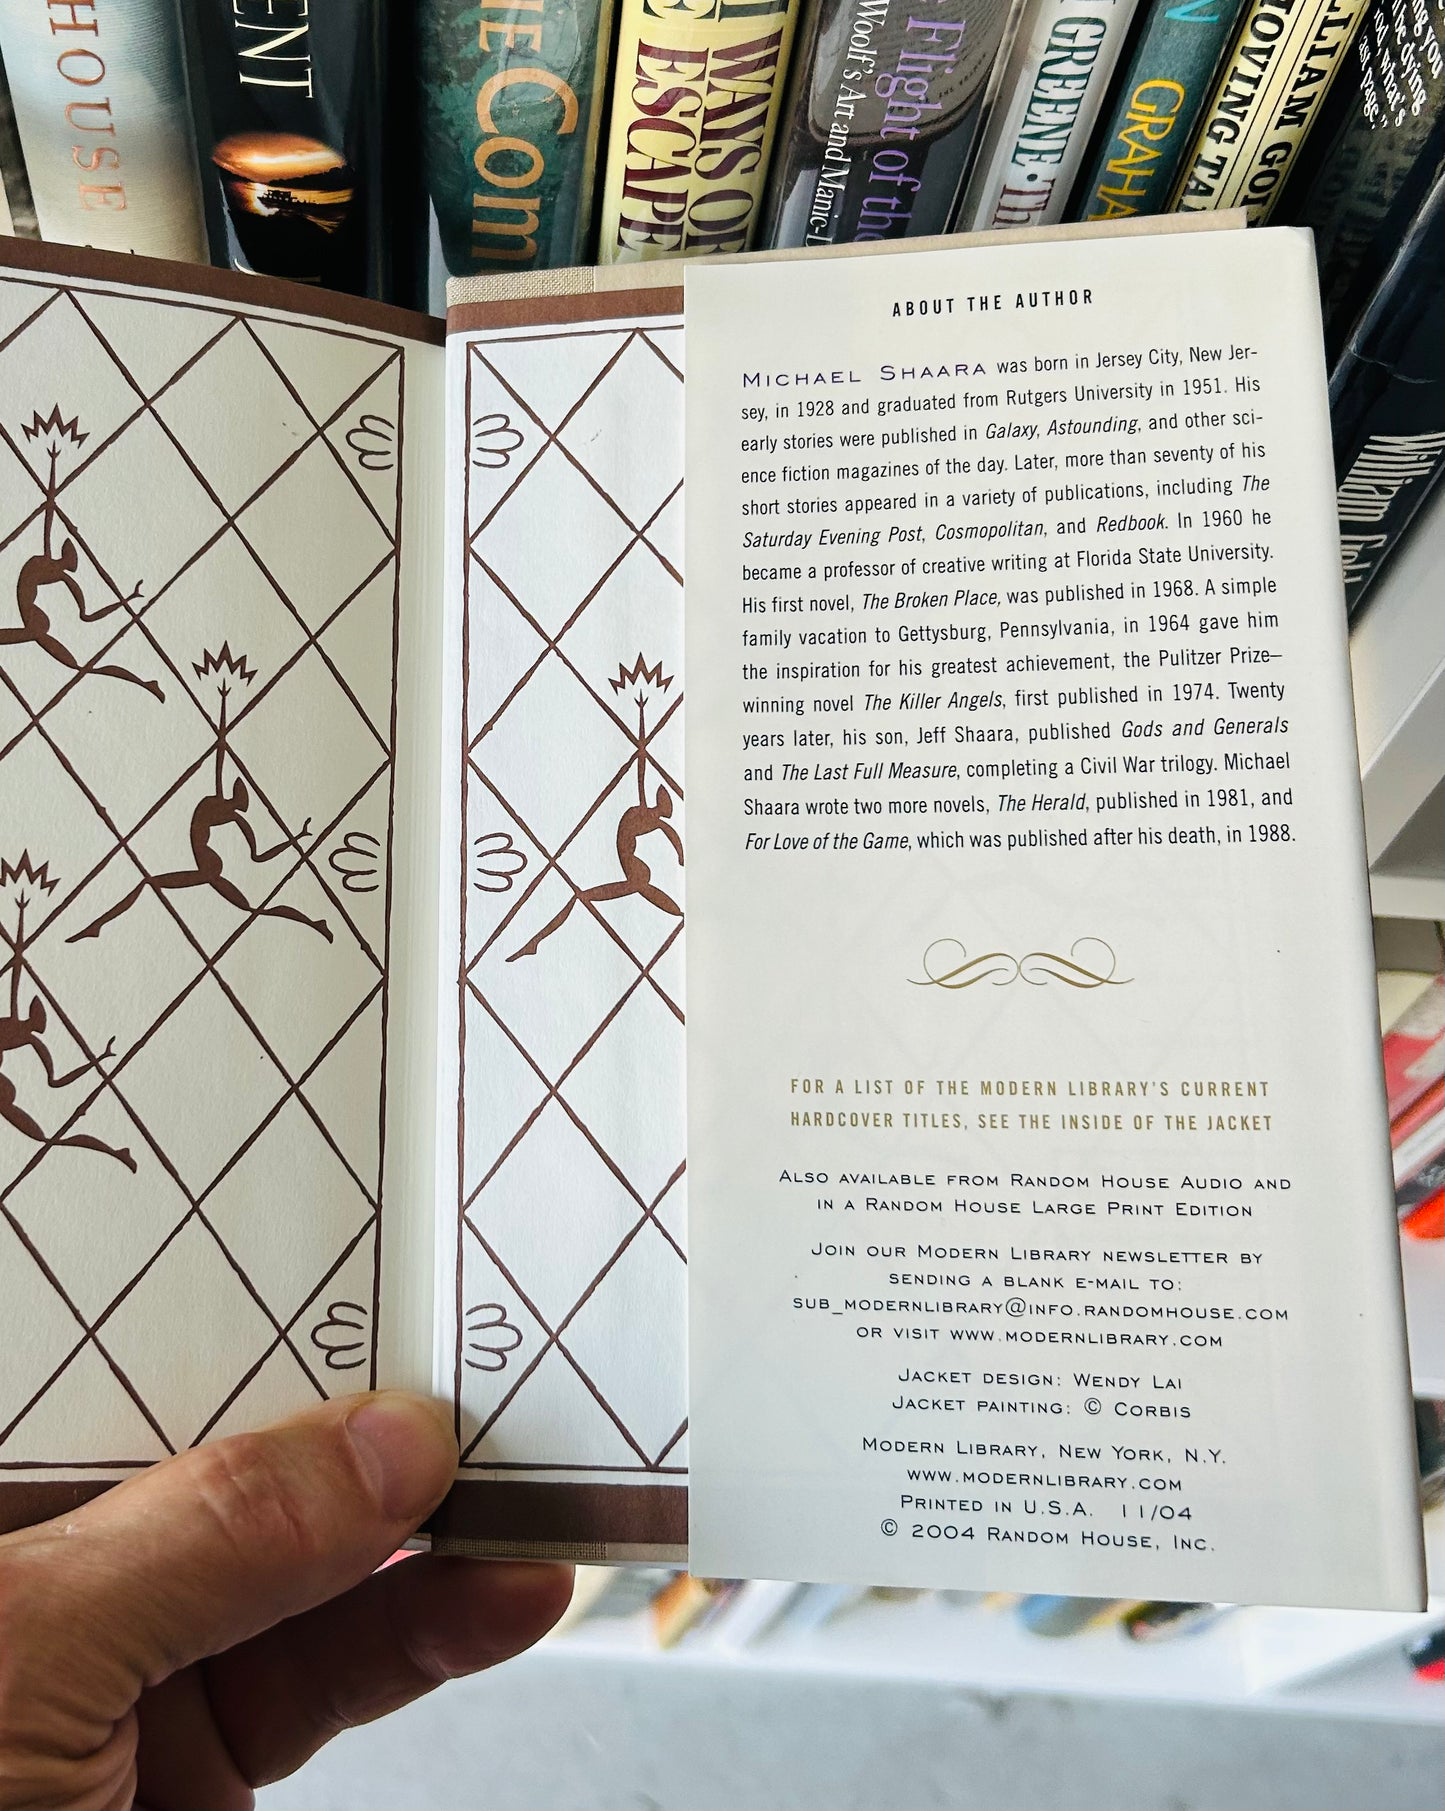 HOUSE
ENT
WAYS OF
ESCAPE
Flight of the
Woolf's Art and Manic-D
GREENE
GRAHA
LLIAM GOL
MOVING TA
William Gol
ABOUT THE AUTHOR
MICHAEL SHAARA was born in Jersey City, New Jer-
sey, in 1928 and graduated from Rutgers University in 1951. His
early stories were published in Galaxy, Astounding, and other sci-
ence fiction magazines of the day. Later, more than seventy of his
short stories appeared in a variety of publications, including The
Saturday Evening Post, Cosmopolitan, and Redbook. In 1960 he
became a professor of creative writing at Florida State University.
His first novel, The Broken Place, was published in 1968. A simple
family vacation to Gettysburg, Pennsylvania, in 1964 gave him
the inspiration for his greatest achievement, the Pulitzer Prize–
winning novel The Killer Angels, first published in 1974. Twenty
years later, his son, Jeff Shaara, published Gods and Generals
and The Last Full Measure, completing a Civil War trilogy. Michael
Shaara wrote two more novels, The Herald, published in 1981, and
For Love of the Game, which was published after his death, in 1988.
FOR A LIST OF THE MODERN LIBRARY'S CURRENT
HARDCOVER TITLES, SEE THE INSIDE OF THE JACKET
ALSO AVAILABLE FROM RANDOM HOUSE AUDIO AND
IN A RANDOM HOUSE LARGE PRINT EDITION
JOIN OUR MODERN LIBRARY NEWSLETTER BY
SENDING A BLANK E-MAIL TO:
SUB_MODERNLIBRARY@INFO.RANDOMHOUSE.COM
OR VISIT WWW.MODERNLIBRARY.COM
JACKET DESIGN: WENDY LAI
JACKET PAINTING: © CORBIS
MODERN LIBRARY, NEW YORK, N.Y.
WWW.MODERNLIBRARY.COM
PRINTED IN U.S.A. 11/04
© 2004 RANDOM HOUSE, INC.